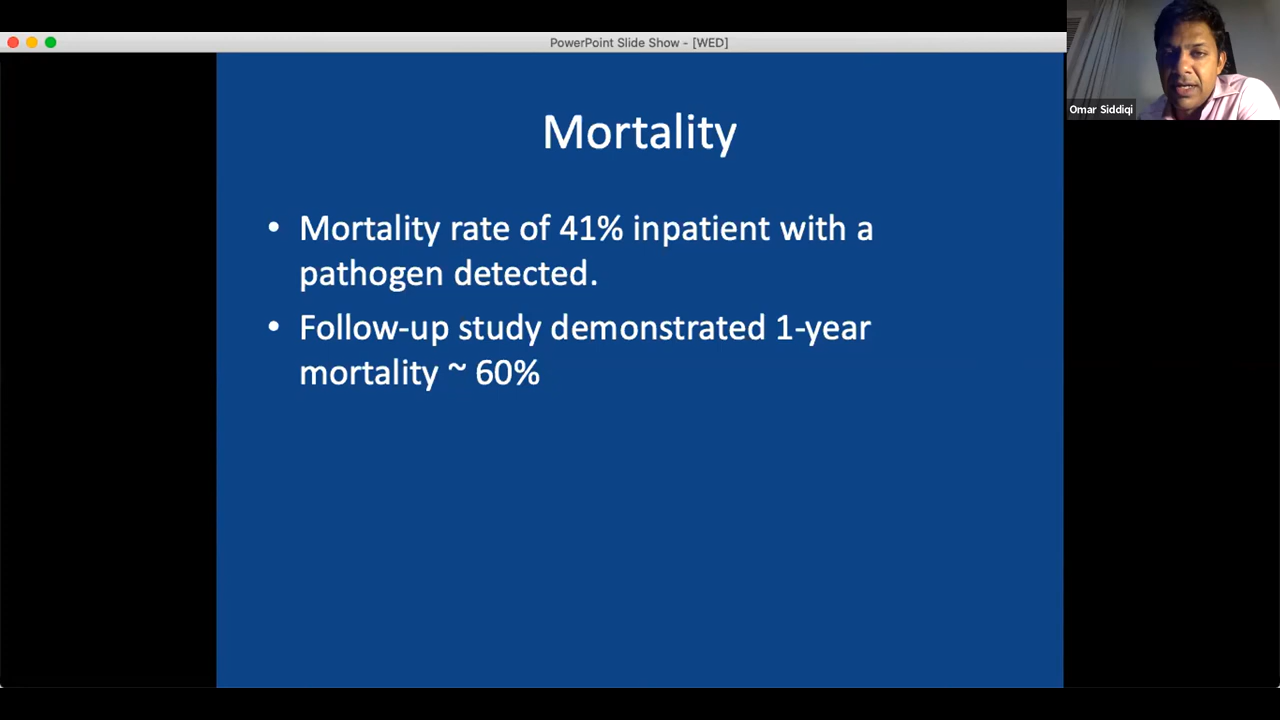 PowerPoint Slide Show - [WED]
Omar Siddiqi
Mortality
• Mortality rate of 41% inpatient with a
pathogen detected.
• Follow-up study demonstrated 1-year
mortality ~ 60%